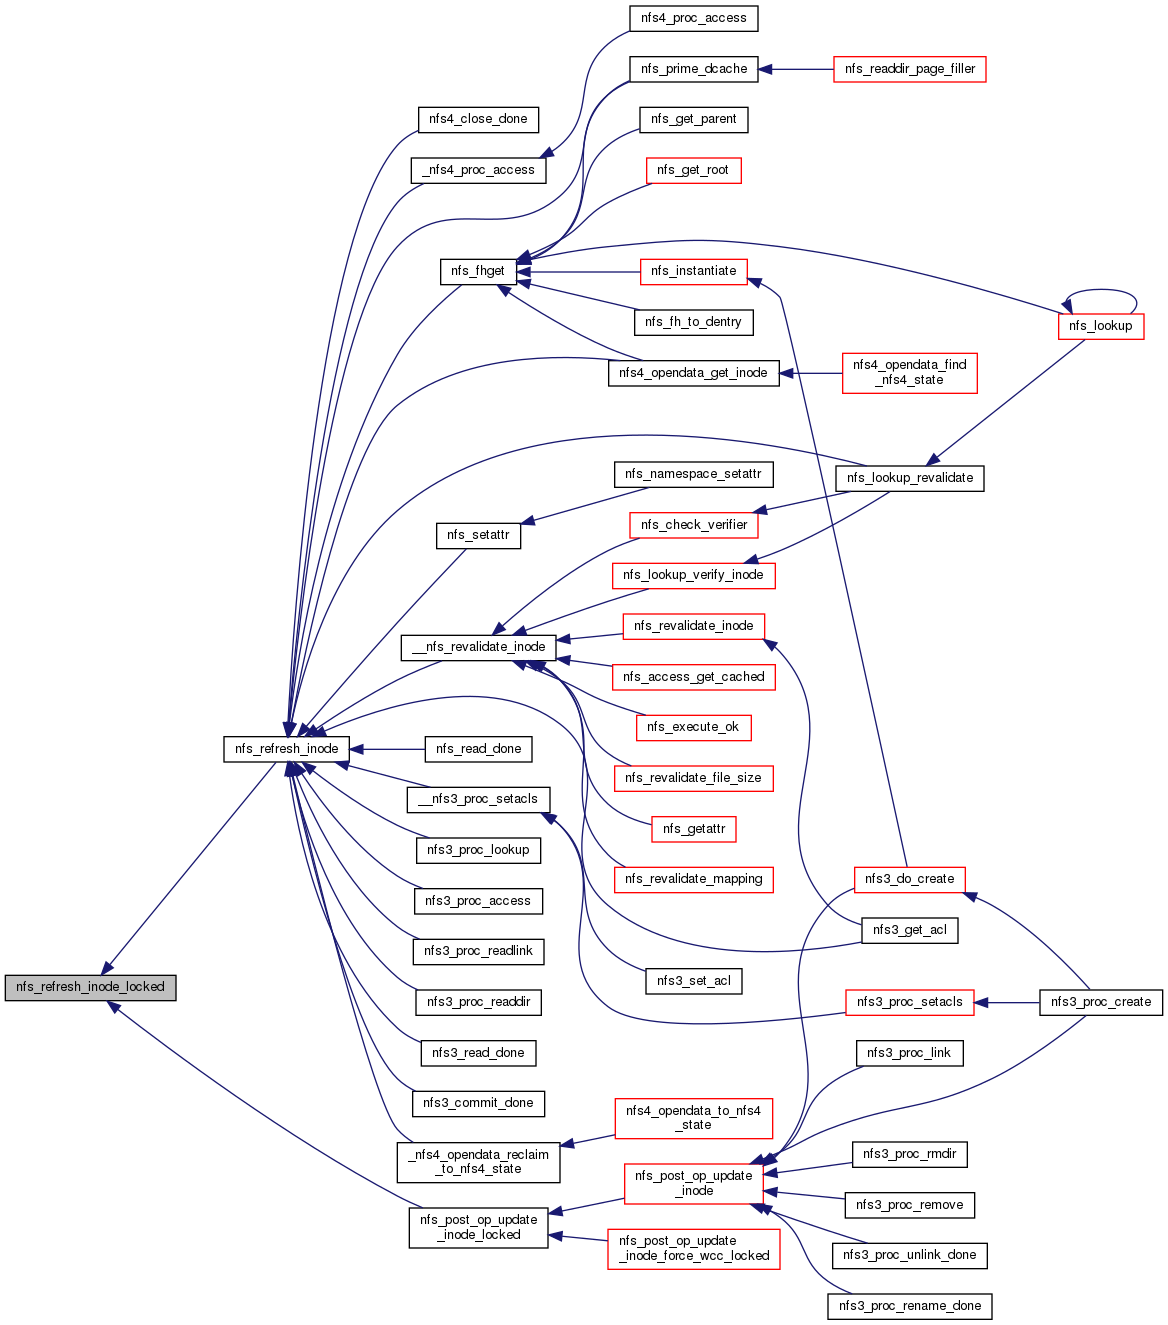 nfs4_proc_access
nfs_prime_dcache
nfs_readdir_page_filler
nfs4_close_done
nfs_get_parent
_nfs4_proc_access
nfs_get_root
nfs_fhget
nfs_instantiate
nfs_fh_to_dentry
nfs_lookup
nfs4_opendata_get_inode
nfs4_opendata_find
_nfs4_state
nfs_lookup_revalidate
nfs_namespace_setattr
nfs_setattr
nfs_check_verifier
nfs_lookup_verify_inode
nfs_revalidate_inode
__nfs_revalidate_inode
nfs_access_get_cached
nfs_execute_ok
nfs_refresh_inode
nfs_read_done
nfs_revalidate_file_size
__nfs3_proc_setacls
nfs_getattr
nfs3_proc_lookup
nfs_revalidate_mapping
nfs3_do_create
nfs3_proc_access
nfs3_get_acl
nfs3_proc_readlink
nfs3_set_acl
nfs_refresh_inode_locked
nfs3_proc_readdir
nfs3_proc_setacls
nfs3_proc_create
nfs3_read_done
nfs3_proc_link
nfs3_commit_done
nfs4_opendata_to_nfs4
_state
_nfs4_opendata_reclaim
_to_nfs4_state
nfs3_proc_rmdir
nfs_post_op_update
_inode
nfs3_proc_remove
nfs_post_op_update
_inode_locked
nfs_post_op_update
_inode_force_wcc_locked
nfs3_proc_unlink_done
nfs3_proc_rename_done